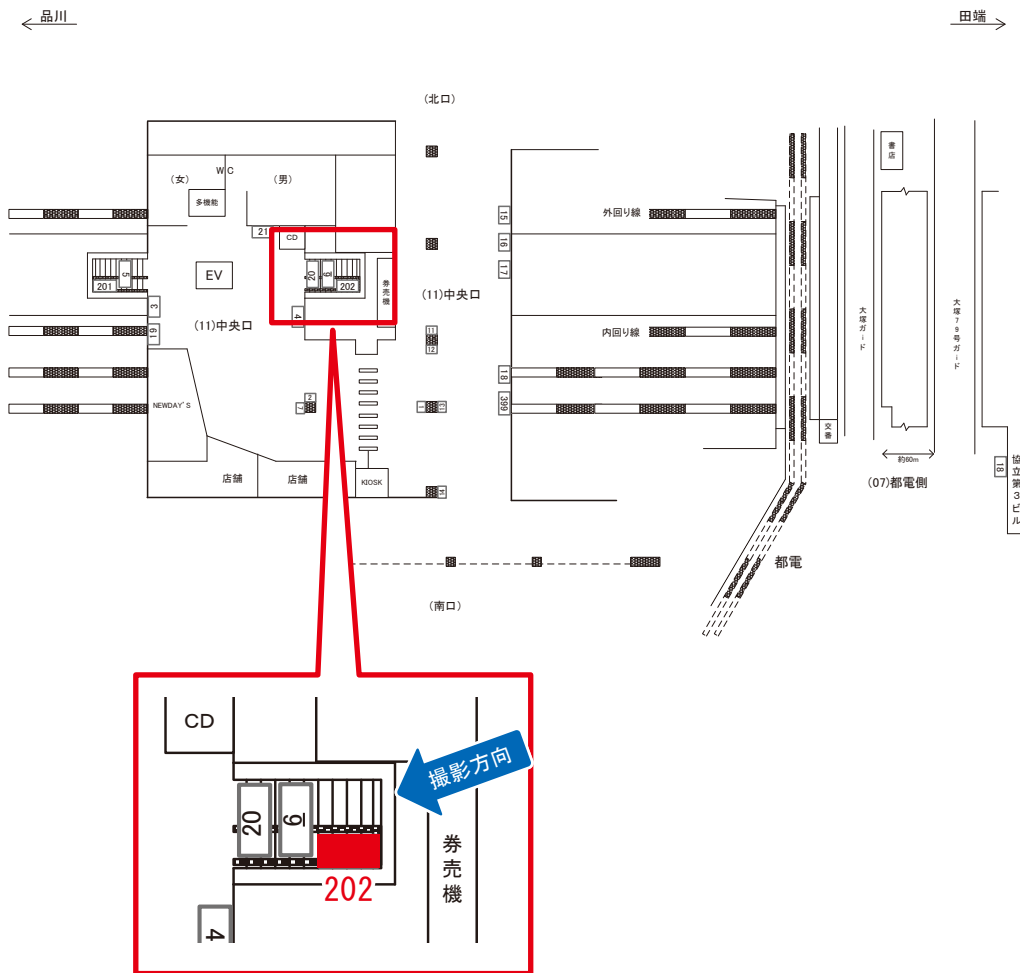 品川
田端
(北口)
書店
WC
(女)
(男)
多機能
外回り線
15
21
CD
16
20
6
5
EV
17
201
202
券売機
(11)中央口
3
4
(11)中央口
大塚ガード
大塚79号ガード
19
11
内回り線
12
18
NEWDAY'S
2
7
1
13
399
交番
約60m
店舗
店舗
KIOSK
14
(07)都電側
18
協立第3ビル
都電
(南口)
CD
撮影方向
20
6
券売機
202
4